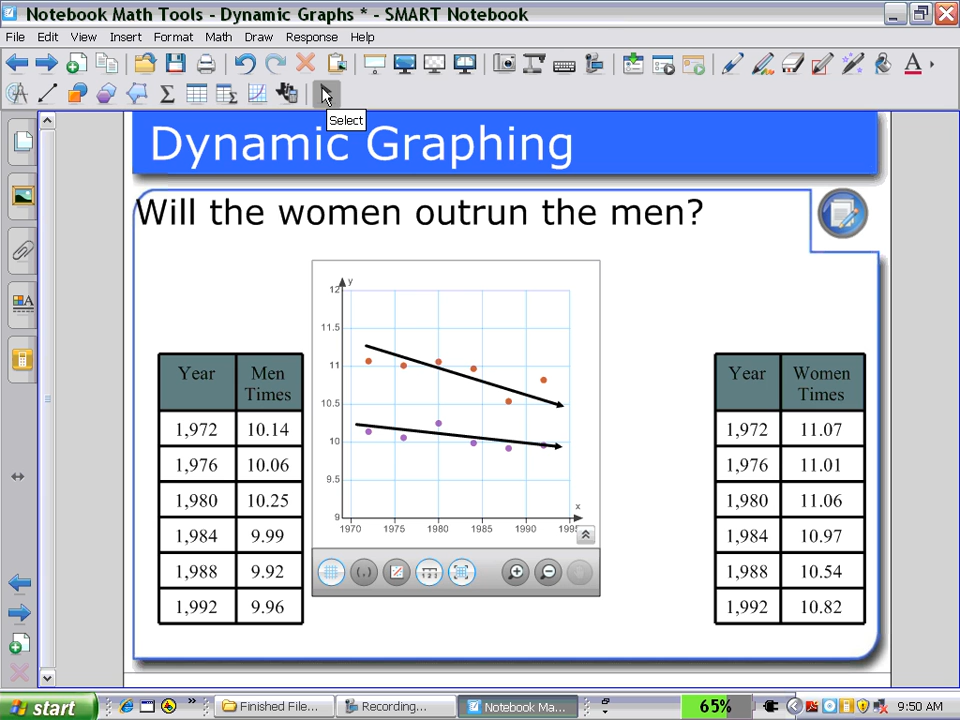 Notebook Math Tools - Dynamic Graphs * - SMART Notebook
File Edit View Insert Format Math Draw Response Help
Select
Dynamic Graphing
Will the women outrun the men?
y
12
11.5
11
10.5
10
9.5
9
x
1970 1975 1980 1985 1990 1995
Year Men Times
1,972 10.14
1,976 10.06
1,980 10.25
1,984 9.99
1,988 9.92
1,992 9.96
Year Women Times
1,972 11.07
1,976 11.01
1,980 11.06
1,984 10.97
1,988 10.54
1,992 10.82
start
Finished File...
Recording...
Notebook Ma...
65%
9:50 AM